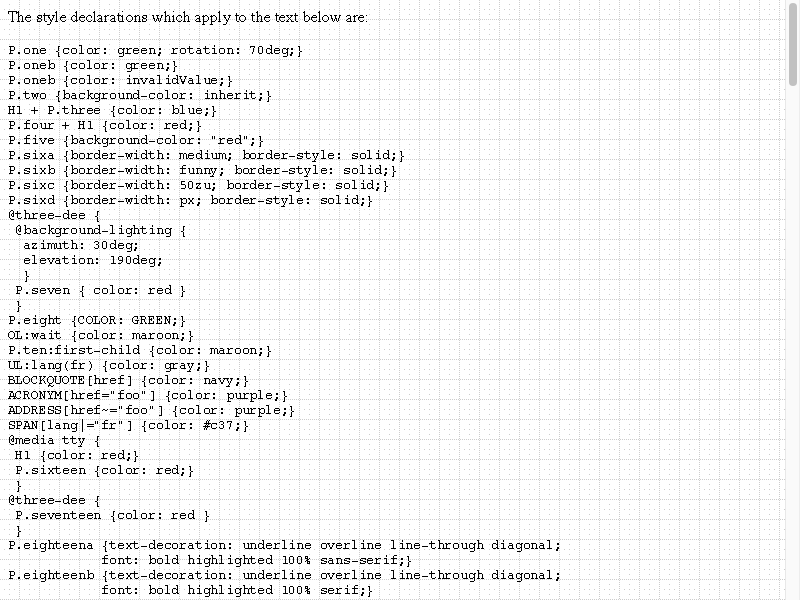 The style declarations which apply to the text below are:
P.one {color: green; rotation: 70deg;}
P.oneb {color: green;}
P.oneb {color: invalidValue;}
P.two {background-color: inherit;}
H1 + P.three {color: blue;}
P.four + H1 {color: red;}
P.five {background-color: "red";}
P.sixa {border-width: medium; border-style: solid;}
P.sixb {border-width: funny; border-style: solid;}
P.sixc {border-width: 50zu; border-style: solid;}
P.sixd {border-width: px; border-style: solid;}
@three-dee {
 @background-lighting {
  azimuth: 30deg;
  elevation: 190deg;
  }
 P.seven { color: red }
 }
P.eight {COLOR: GREEN;}
OL:wait {color: maroon;}
P.ten:first-child {color: maroon;}
UL:lang(fr) {color: gray;}
BLOCKQUOTE[href] {color: navy;}
ACRONYM[href="foo"] {color: purple;}
ADDRESS[href~="foo"] {color: purple;}
SPAN[lang|="fr"] {color: #c37;}
@media tty {
 H1 {color: red;}
 P.sixteen {color: red;}
 }
@three-dee {
 P.seventeen {color: red }
 }
P.eighteena {text-decoration: underline overline line-through diagonal;
            font: bold highlighted 100% sans-serif;}
P.eighteenb {text-decoration: underline overline line-through diagonal;
            font: bold highlighted 100% serif;}